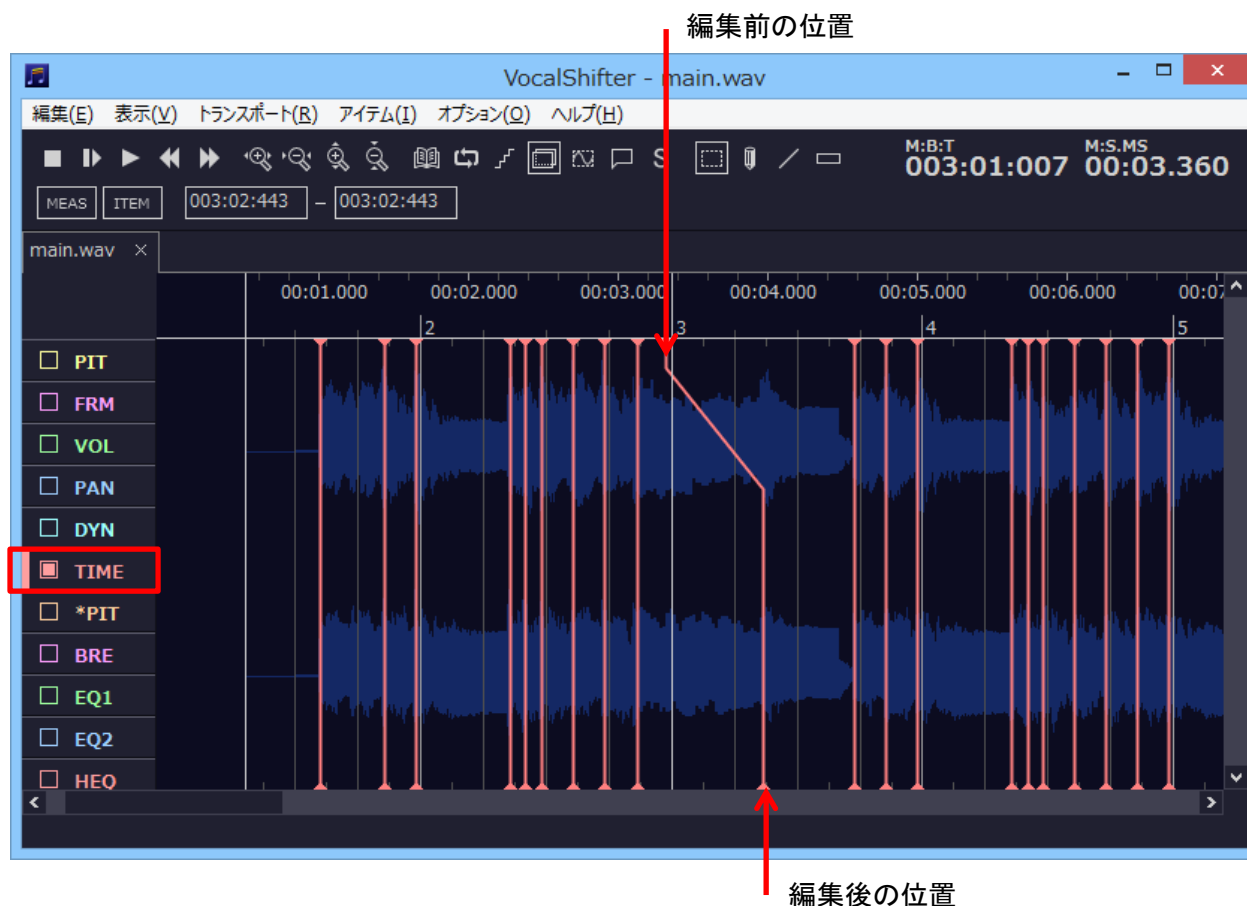 編集前の位置
VocalShifter - main.wav
編集(E) 表示(V) トランスポート(R) アイテム(I) オプション(O) ヘルプ(H)
S
M:B:T M:S.MS
003:01:007 00:03.360
MEAS ITEM 003:02:443 – 003:02:443
main.wav ×
00:01.000 00:02.000 00:03.000 00:04.000 00:05.000 00:06.000 00:07
2 3 4 5
PIT
FRM
VOL
PAN
DYN
TIME
*PIT
BRE
EQ1
EQ2
HEQ
編集後の位置